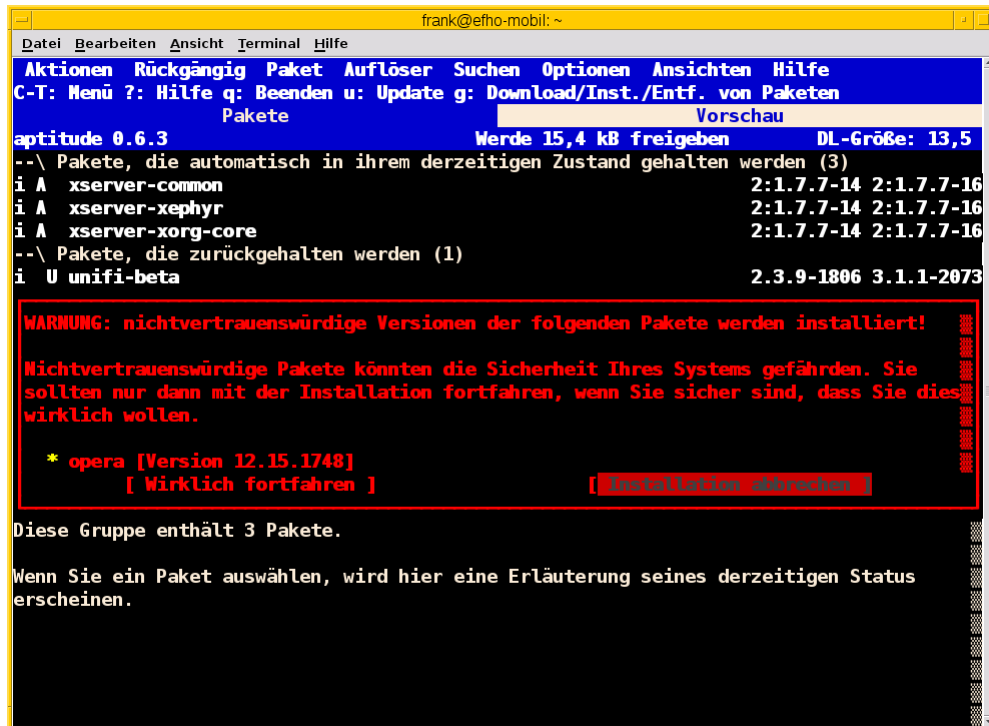 frank@efho-mobil: ~
Datei Bearbeiten Ansicht Terminal Hilfe
Aktionen Rückgängig Paket Auflöser Suchen Optionen Ansichten Hilfe
C-T: Menü ?: Hilfe q: Beenden u: Update g: Download/Inst./Entf. von Paketen
Pakete Vorschau
aptitude 0.6.3 Werde 15,4 kB freigeben DL-Größe: 13,5
--\ Pakete, die automatisch in ihrem derzeitigen Zustand gehalten werden (3)
i A xserver-common 2:1.7.7-14 2:1.7.7-16
i A xserver-xephyr 2:1.7.7-14 2:1.7.7-16
i A xserver-xorg-core 2:1.7.7-14 2:1.7.7-16
--\ Pakete, die zurückgehalten werden (1)
i U unifi-beta 2.3.9-1806 3.1.1-2073
WARNUNG: nichtvertrauenswürdige Versionen der folgenden Pakete werden installiert!
Nichtvertrauenswürdige Pakete könnten die Sicherheit Ihres Systems gefährden. Sie
sollten nur dann mit der Installation fortfahren, wenn Sie sicher sind, dass Sie dies
wirklich wollen.
* opera [Version 12.15.1748]
[ Wirklich fortfahren ] [ Installation abbrechen ]
Diese Gruppe enthält 3 Pakete.
Wenn Sie ein Paket auswählen, wird hier eine Erläuterung seines derzeitigen Status
erscheinen.